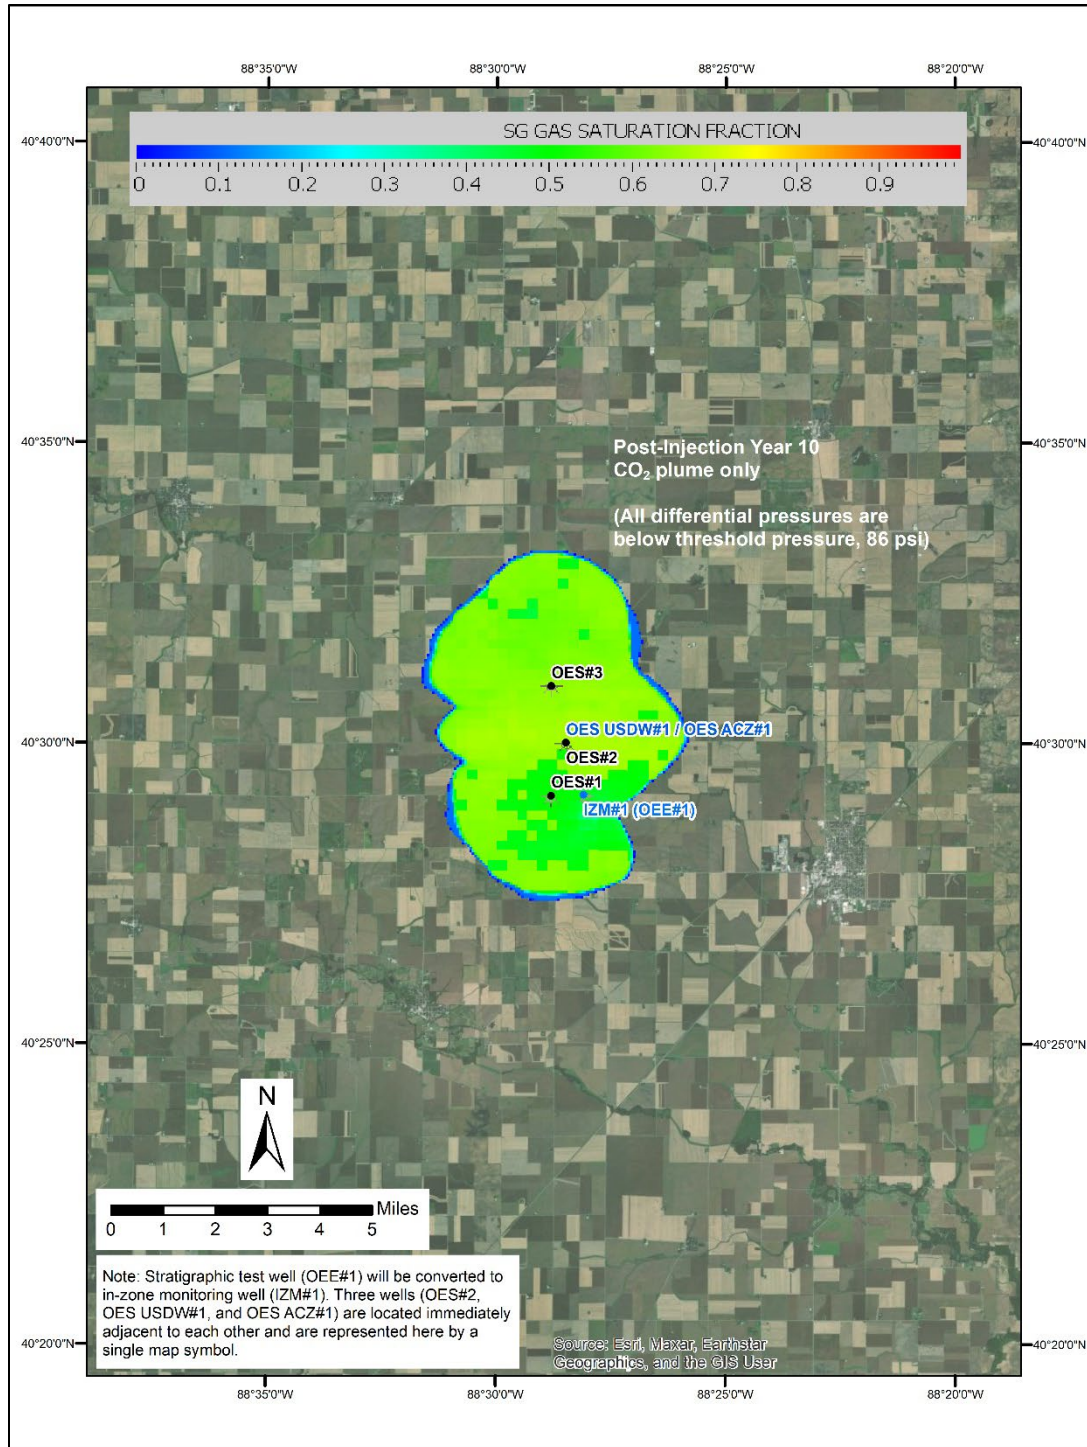 88°35'0"W 88°30'0"W 88°25'0"W 88°20'0"W
40°40'0"N 40°40'0"N
SG GAS SATURATION FRACTION
0 0.1 0.2 0.3 0.4 0.5 0.6 0.7 0.8 0.9
40°35'0"N 40°35'0"N
Post-Injection Year 10
CO₂ plume only
(All differential pressures are
below threshold pressure, 86 psi)
OES#3
40°30'0"N 40°30'0"N
OES USDW#1 / OES ACZ#1
OES#2
OES#1
IZM#1 (OEE#1)
40°25'0"N 40°25'0"N
N
Miles
0 1 2 3 4 5
Note: Stratigraphic test well (OEE#1) will be converted to
in-zone monitoring well (IZM#1). Three wells (OES#2,
OES USDW#1, and OES ACZ#1) are located immediately
adjacent to each other and are represented here by a
single map symbol.
40°20'0"N 40°20'0"N
Source: Esri, Maxar, Earthstar
Geographics, and the GIS User
88°35'0"W 88°30'0"W 88°25'0"W 88°20'0"W